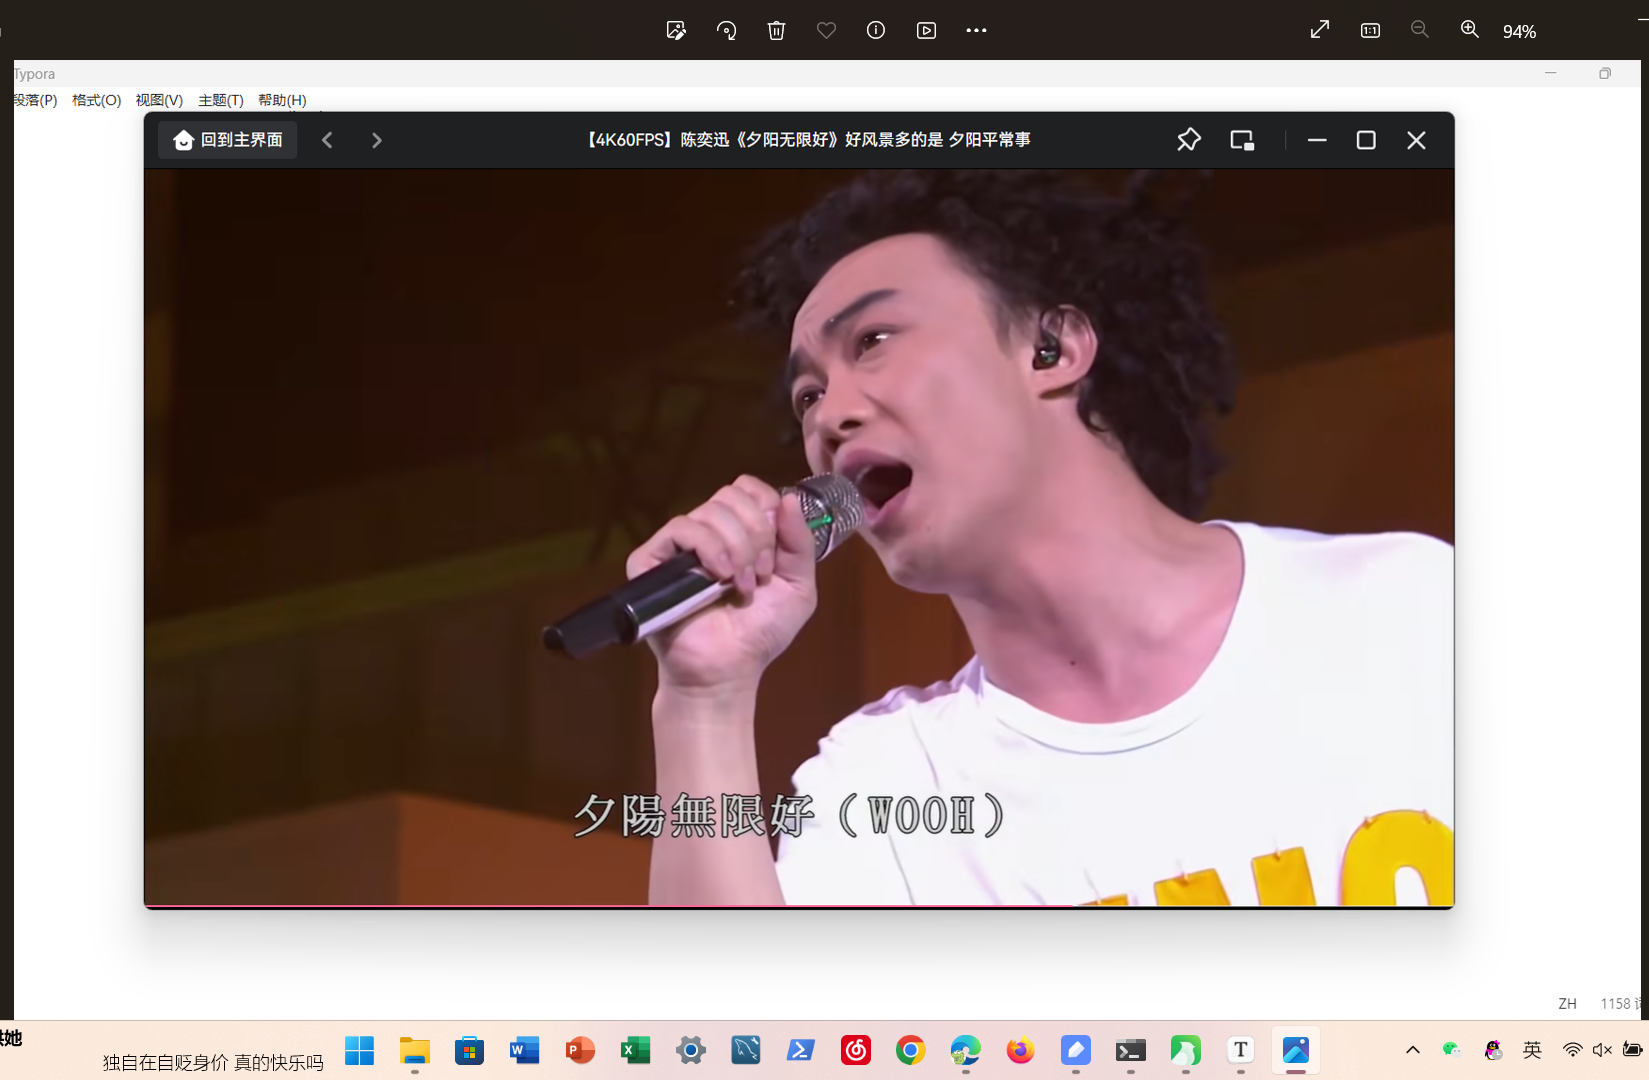 94%
Typora
段落(P) 格式(O) 视图(V) 主题(T) 帮助(H)
回到主界面
【4K60FPS】陈奕迅《夕阳无限好》好风景多的是 夕阳平常事
夕陽無限好（WOOH）
ZH 1158
她
独自在自贬身价 真的快乐吗
英